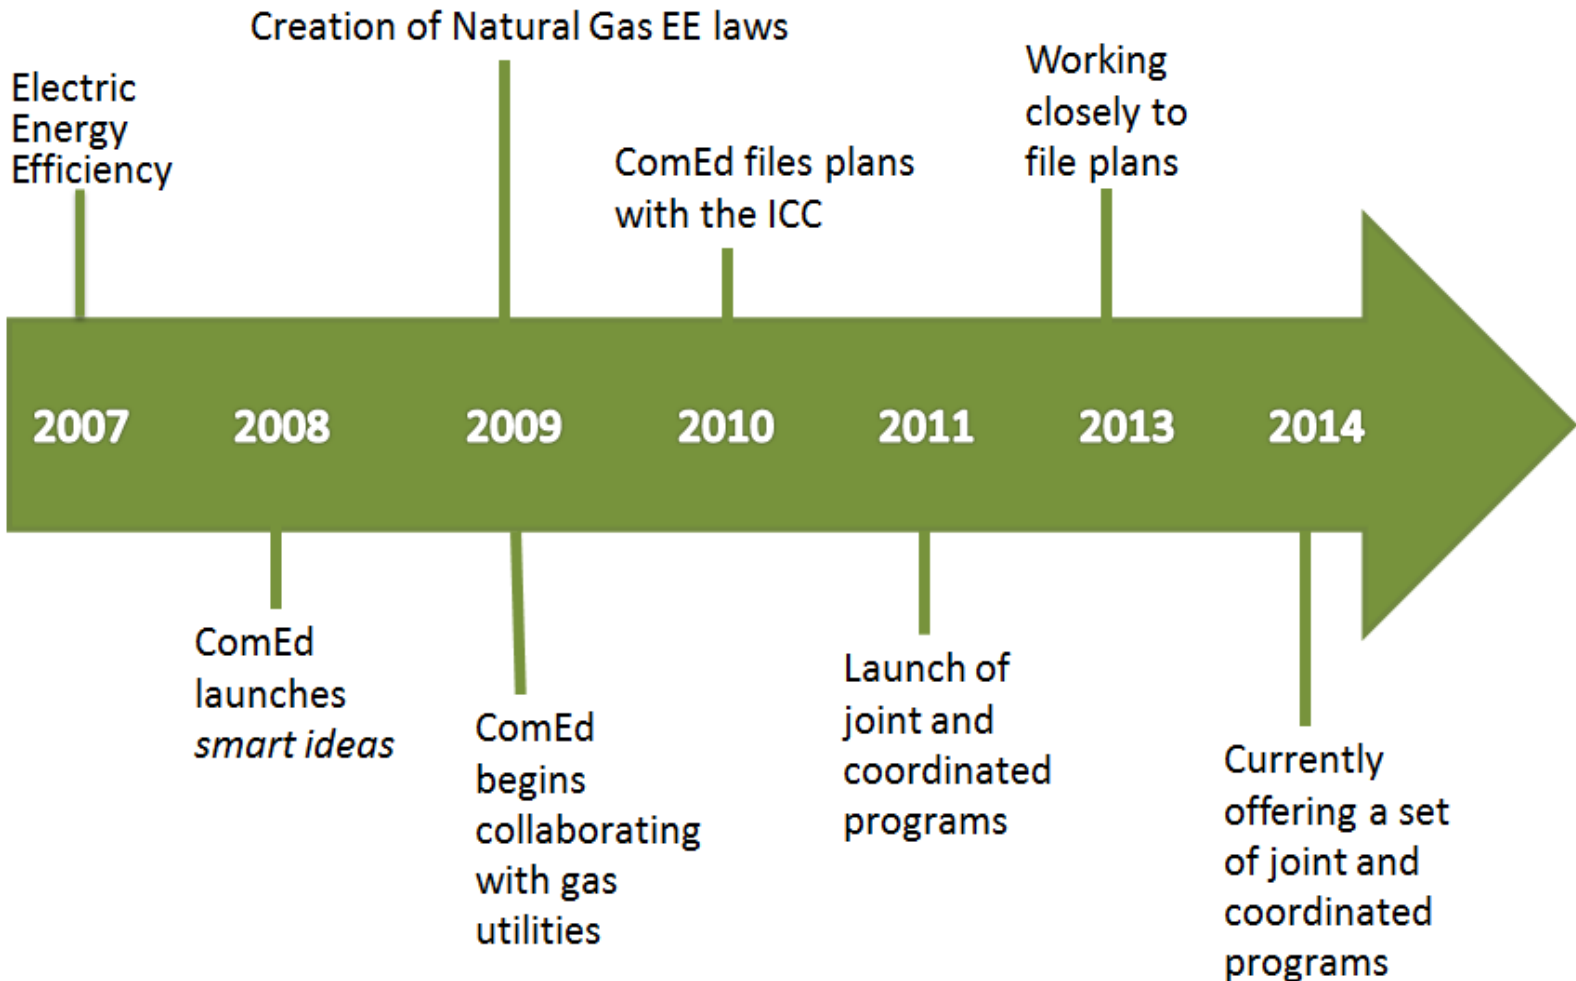 Creation of Natural Gas EE laws
Electric
Energy
Efficiency
ComEd files plans
with the ICC
Working
closely to
file plans
2007 2008 2009 2010 2011 2013 2014
ComEd
launches
smart ideas
ComEd
begins
collaborating
with gas
utilities
Launch of
joint and
coordinated
programs
Currently
offering a set
of joint and
coordinated
programs